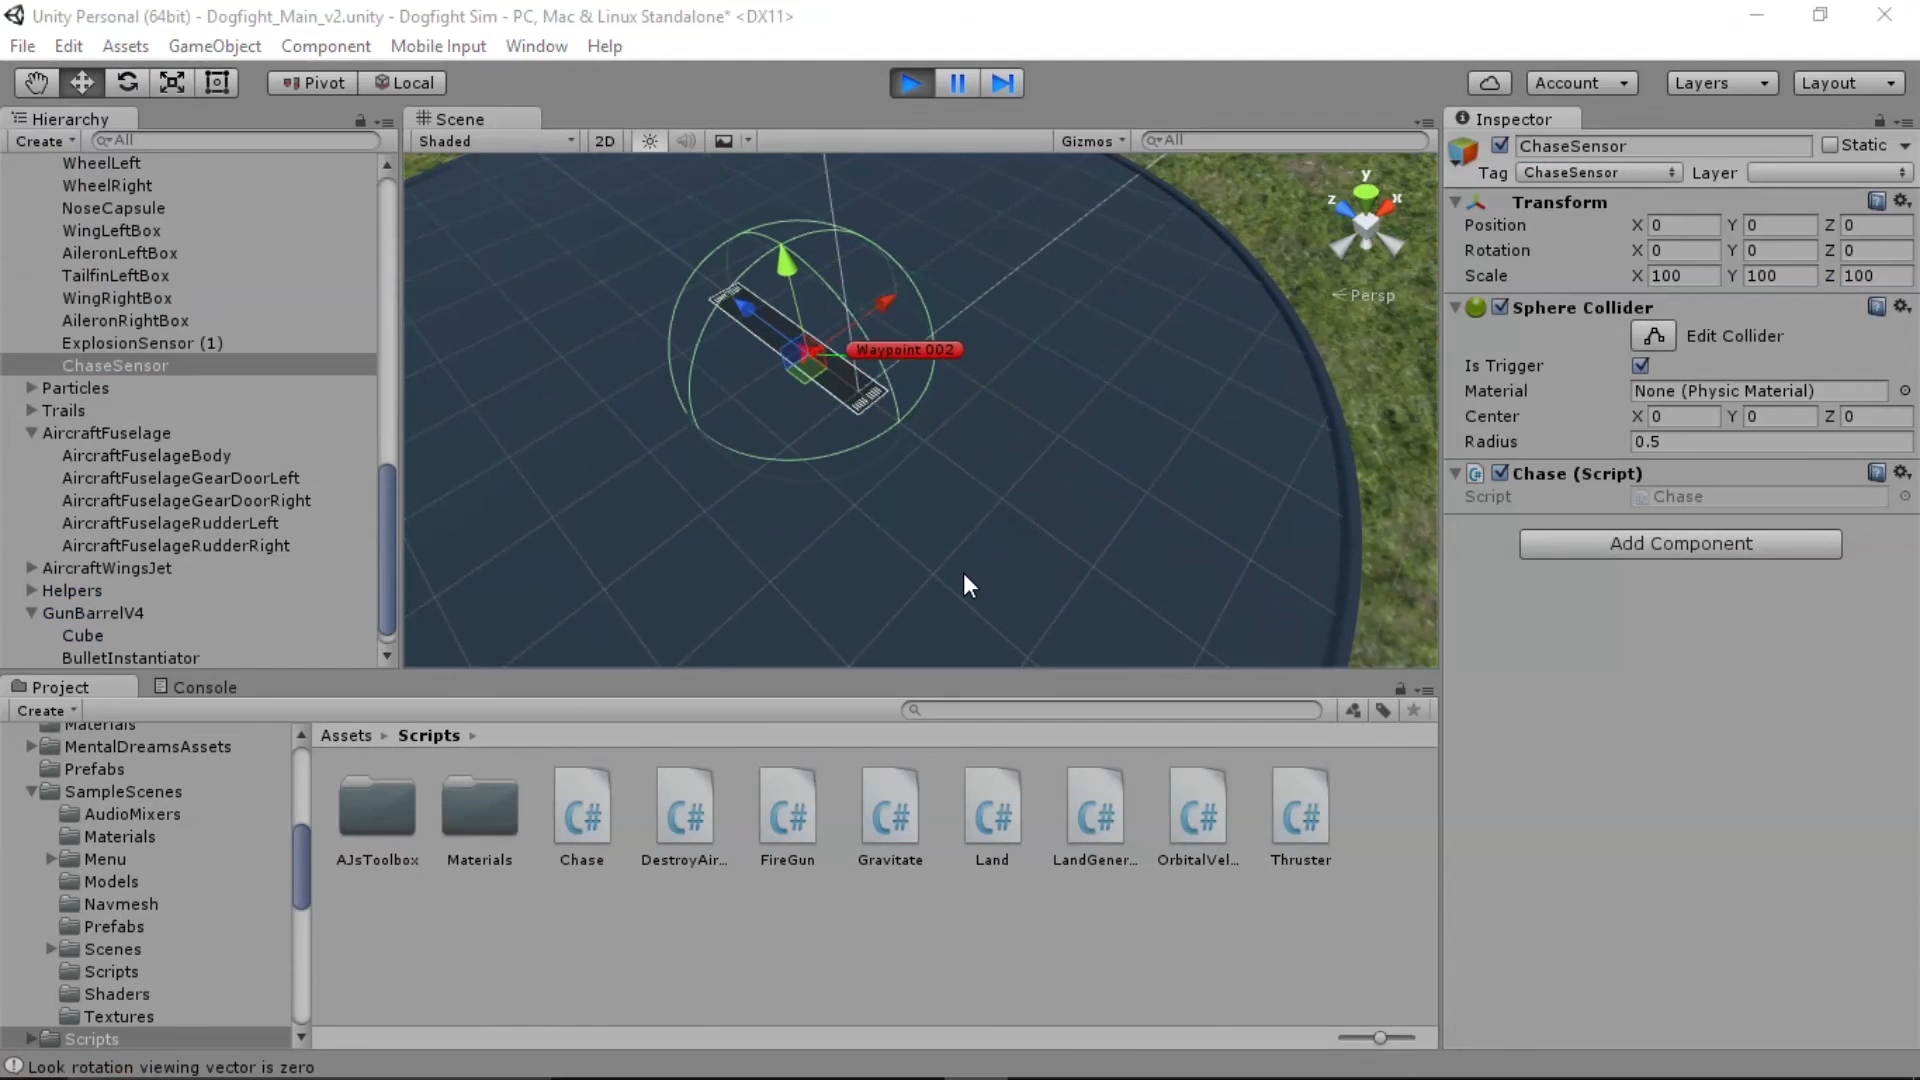 Unity Personal (64bit) - Dogfight_Main_v2.unity - Dogfight Sim - PC, Mac & Linux Standalone* <DX11>
File Edit Assets GameObject Component Mobile Input Window Help
Pivot Local Account Layers Layout
Hierarchy
Create All
WheelLeft
WheelRight
NoseCapsule
WingLeftBox
AileronLeftBox
TailfinLeftBox
WingRightBox
AileronRightBox
ExplosionSensor (1)
ChaseSensor
Particles
Trails
AircraftFuselage
AircraftFuselageBody
AircraftFuselageGearDoorLeft
AircraftFuselageGearDoorRight
AircraftFuselageRudderLeft
AircraftFuselageRudderRight
AircraftWingsJet
Helpers
GunBarrelV4
Cube
BulletInstantiator
Scene
Shaded 2D Gizmos All
y
z x
Persp
Waypoint 002
Inspector
ChaseSensor Static
Tag ChaseSensor Layer
Transform
Position X 0 Y 0 Z 0
Rotation X 0 Y 0 Z 0
Scale X 100 Y 100 Z 100
Sphere Collider
Edit Collider
Is Trigger
Material None (Physic Material)
Center X 0 Y 0 Z 0
Radius 0.5
C# Chase (Script)
Script Chase
Add Component
Project Console
Create
Materials
MentalDreamsAssets
Prefabs
SampleScenes
AudioMixers
Materials
Menu
Models
Navmesh
Prefabs
Scenes
Scripts
Shaders
Textures
Scripts
Assets Scripts
C# C# C# C# C# C# C# C#
AJsToolbox Materials Chase DestroyAir... FireGun Gravitate Land LandGener... OrbitalVel... Thruster
Look rotation viewing vector is zero